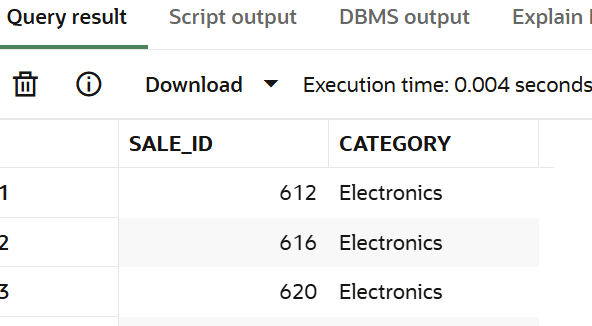 Query result Script output DBMS output Explain
Download Execution time: 0.004 seconds
SALE_ID CATEGORY
1 612 Electronics
2 616 Electronics
3 620 Electronics